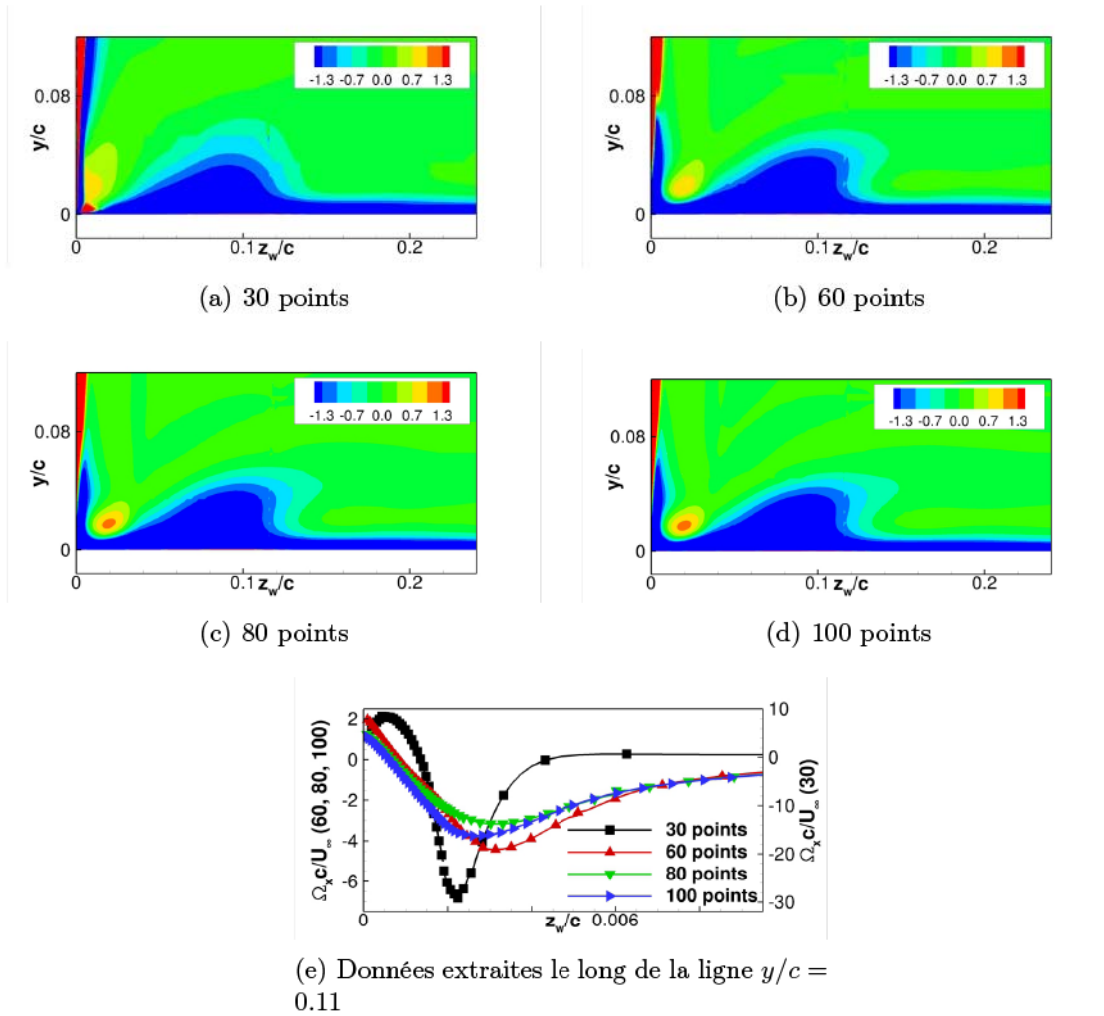 -1.3 -0.7 0.0 0.7 1.3
0.08
y/c
0
0 0.1 z_w/c 0.2
(a) 30 points
-1.3 -0.7 0.0 0.7 1.3
0.08
y/c
0
0 0.1 z_w/c 0.2
(b) 60 points
-1.3 -0.7 0.0 0.7 1.3
0.08
y/c
0
0 0.1 z_w/c 0.2
(c) 80 points
-1.3 -0.7 0.0 0.7 1.3
0.08
y/c
0
0 0.1 z_w/c 0.2
(d) 100 points
Ω_x c/U_∞ (60, 80, 100)
2
0
-2
-4
-6
10
0
-10
-20
-30
Ω_x c/U_∞ (30)
30 points
60 points
80 points
100 points
0 z_w/c 0.006
(e) Données extraites le long de la ligne y/c =
0.11